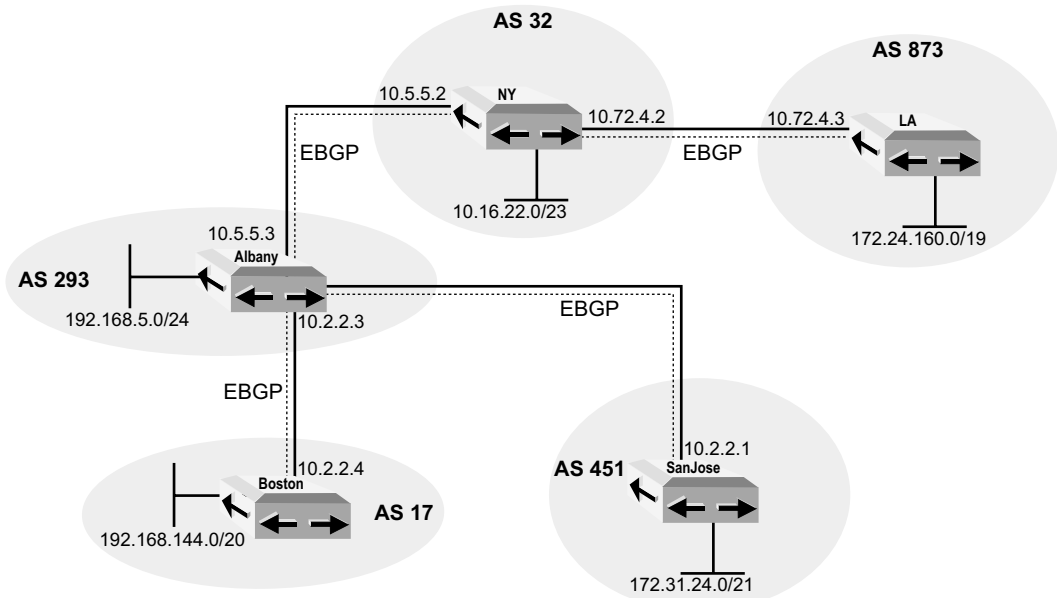 AS 32
AS 873
10.5.5.2
NY
10.72.4.2
10.72.4.3
LA
EBGP
EBGP
10.16.22.0/23
172.24.160.0/19
10.5.5.3
Albany
AS 293
192.168.5.0/24
10.2.2.3
EBGP
EBGP
10.2.2.4
Boston
AS 17
192.168.144.0/20
10.2.2.1
AS 451
SanJose
172.31.24.0/21